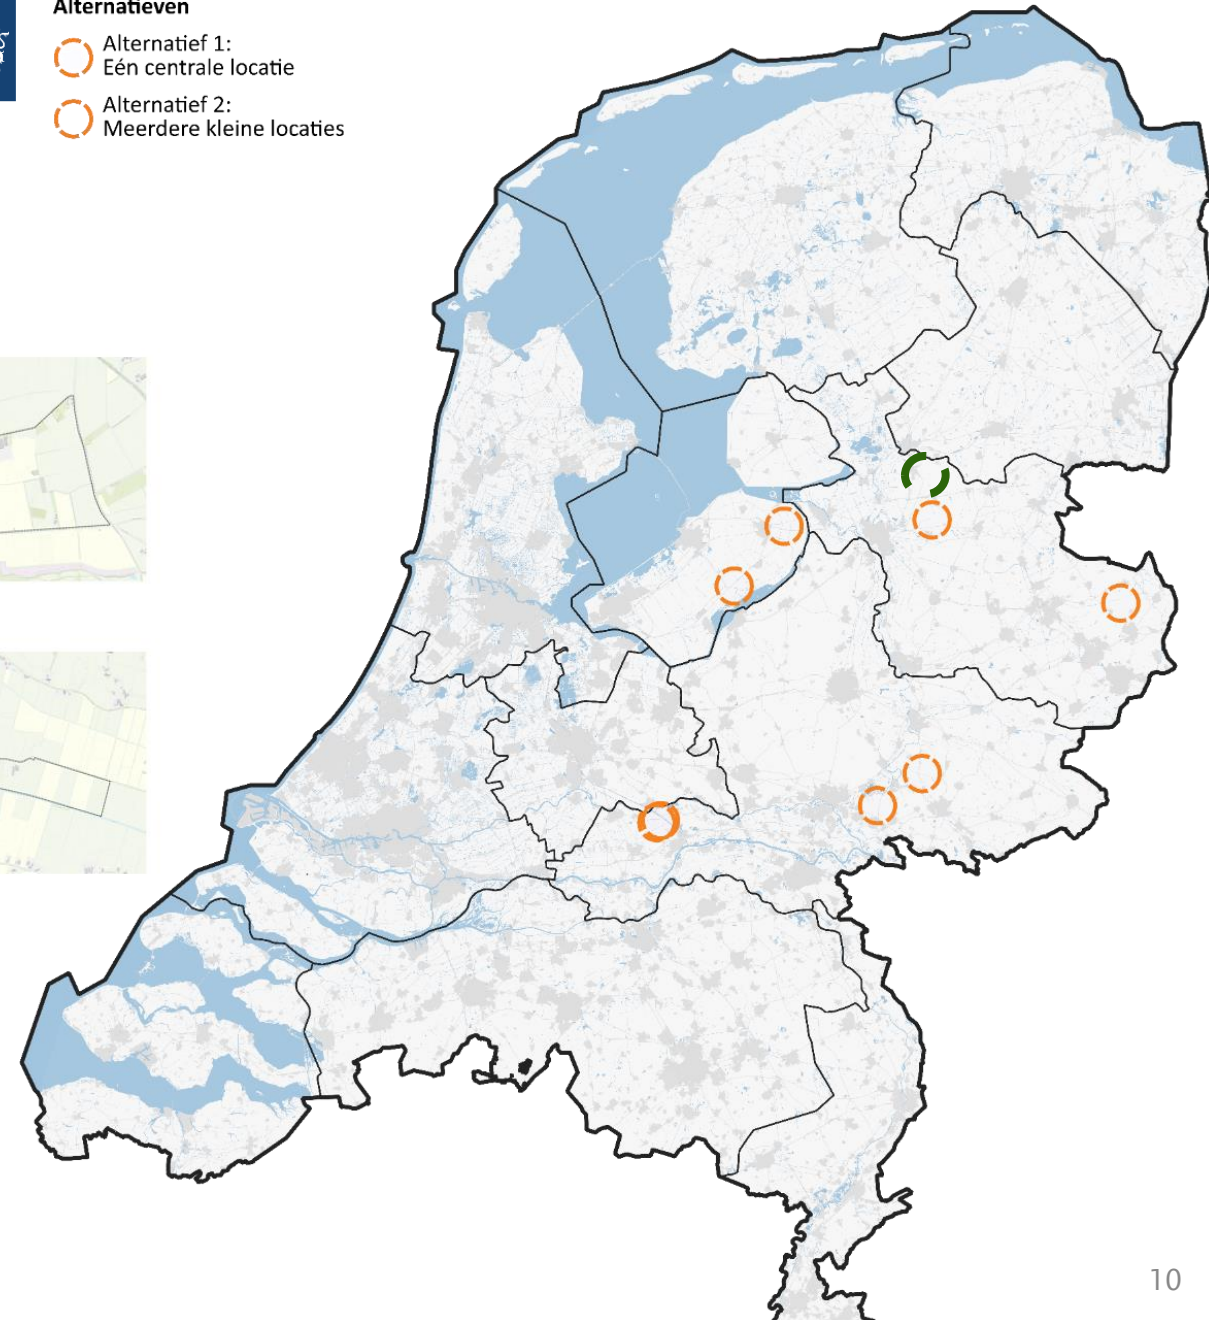 Alternatieven
Alternatief 1:
Eén centrale locatie
Alternatief 2:
Meerdere kleine locaties
10